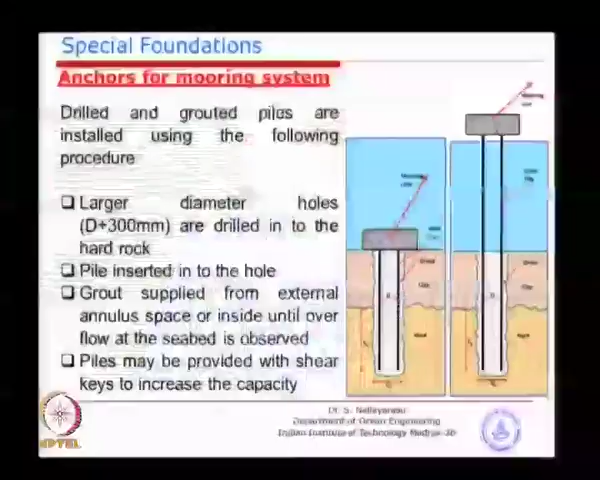 Special Foundations
Anchors for mooring system
Drilled and grouted piles are
installed using the following
procedure
Larger diameter holes
(D+300mm) are drilled in to the
hard rock
Pile inserted in to the hole
Grout supplied from external
annulus space or inside until over
flow at the seabed is observed
Piles may be provided with shear
keys to increase the capacity
Dr. S. Nallayarasu
Department of Ocean Engineering
Indian Institute of Technology Madras-36
NPTEL